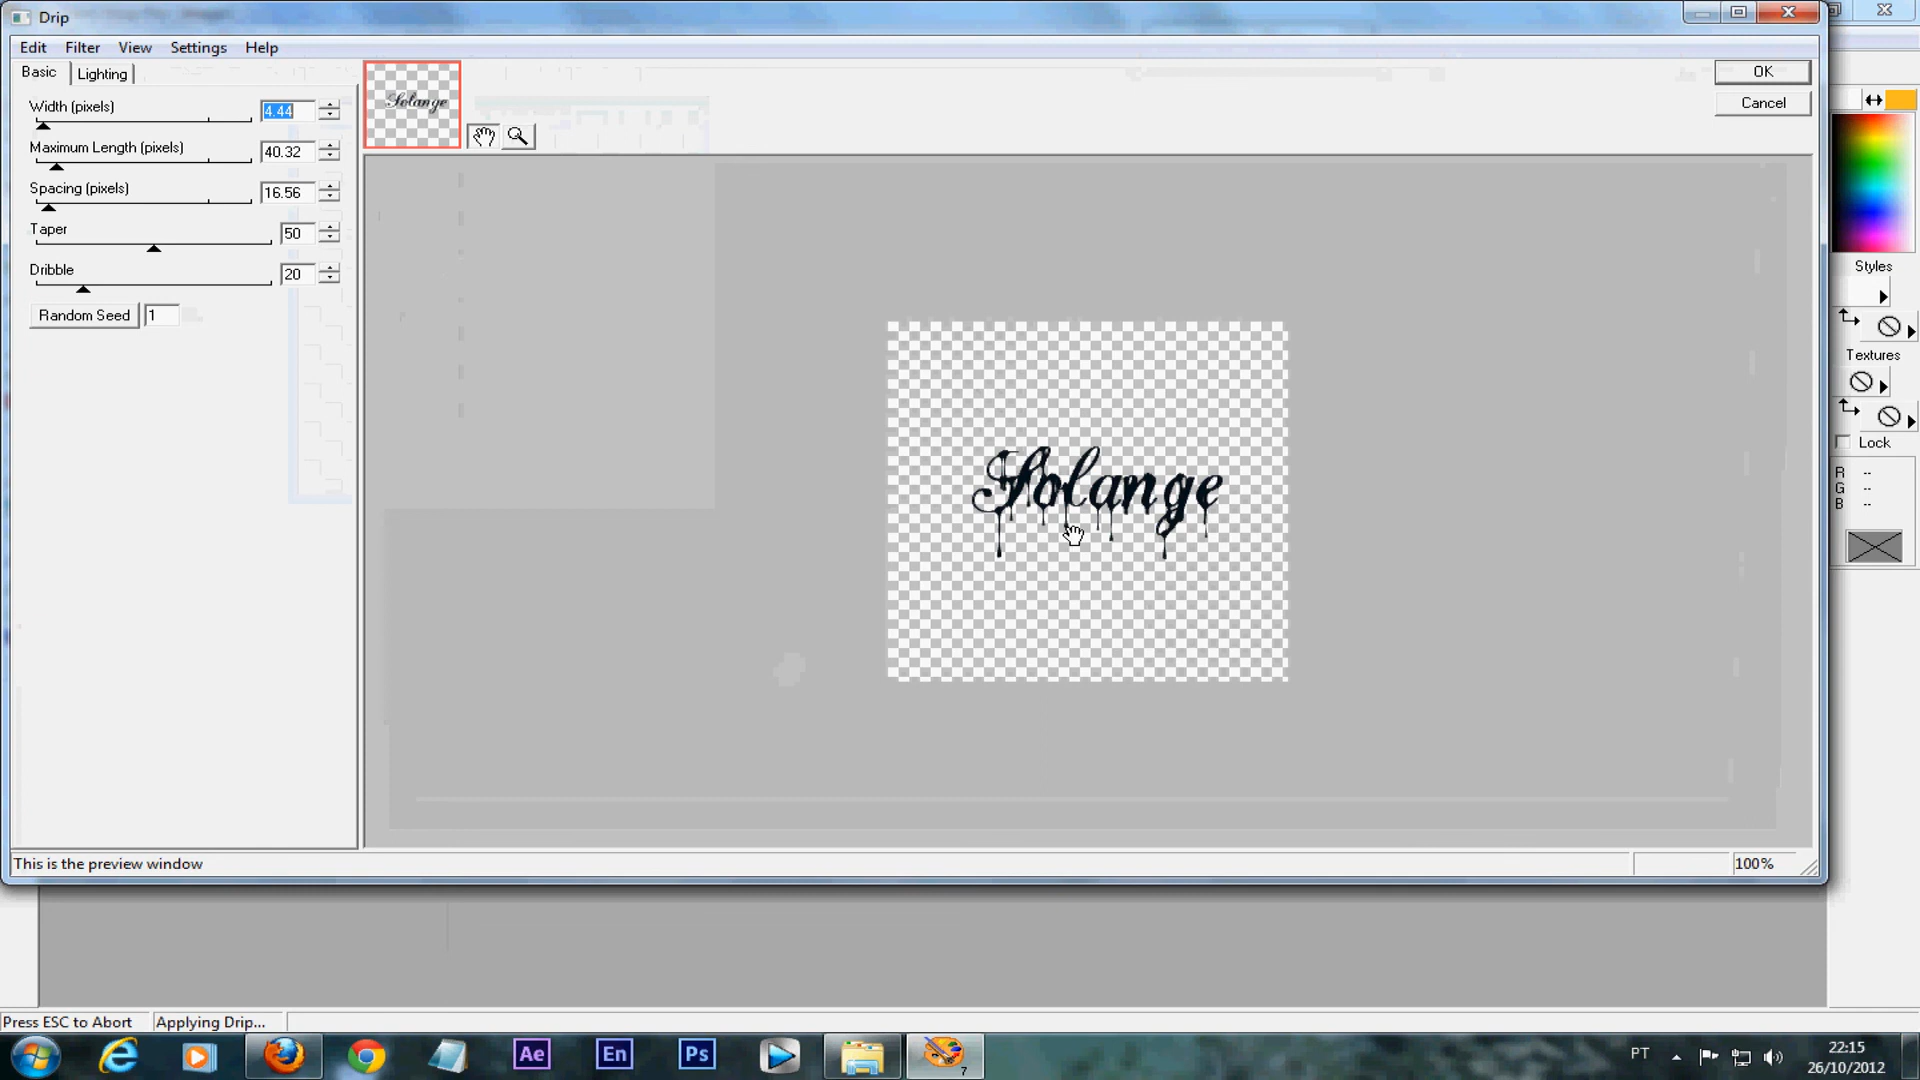 Drip
Edit Filter View Settings Help
Basic Lighting
Width (pixels) 4.44
Maximum Length (pixels) 40.32
Spacing (pixels) 16.56
Taper 50
Dribble 20
Random Seed 1
Solange
OK
Cancel
Solange
Styles
Textures
Lock
R --
G --
B --
This is the preview window
100%
Press ESC to Abort Applying Drip...
Ae En Ps 7
PT
22:15
26/10/2012